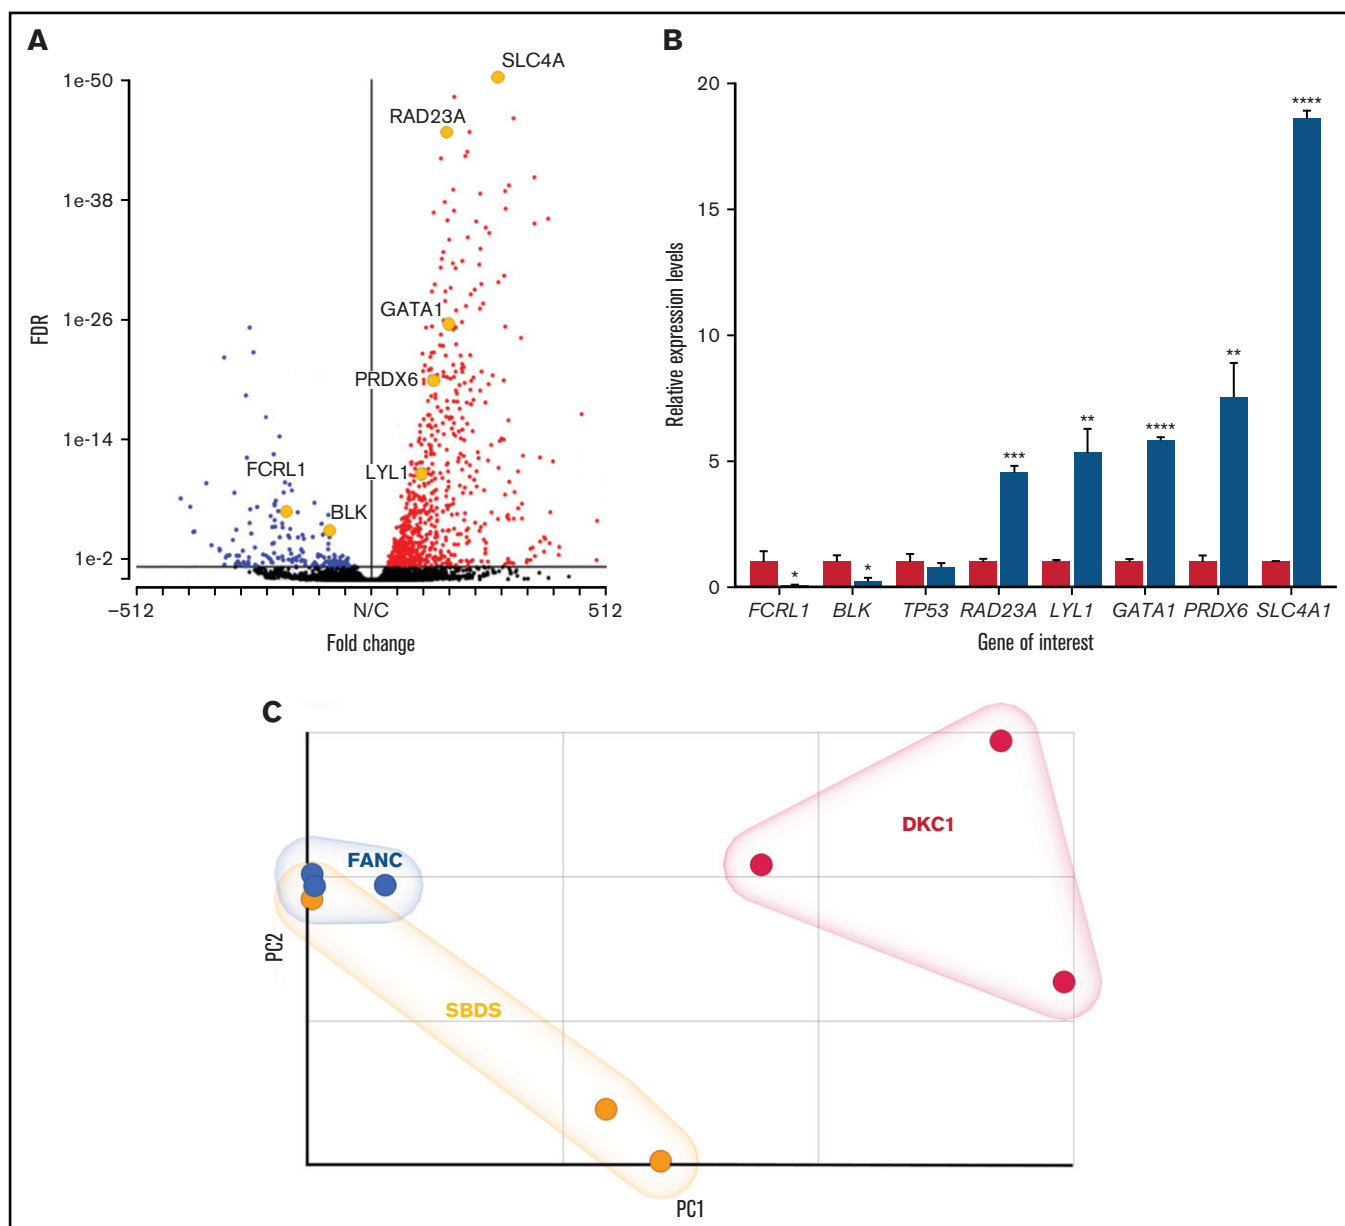 A
SLC4A
1e-50
RAD23A
1e-38
GATA1
1e-26
FDR
PRDX6
1e-14
FCRL1
LYL1
BLK
1e-2
−512
N/C
512
Fold change
B
20
****
15
Relative expression levels
10
**
**
****
***
5
*
*
0
FCRL1 BLK TP53 RAD23A LYL1 GATA1 PRDX6 SLC4A1
Gene of interest
C
DKC1
FANC
PC2
SBDS
PC1